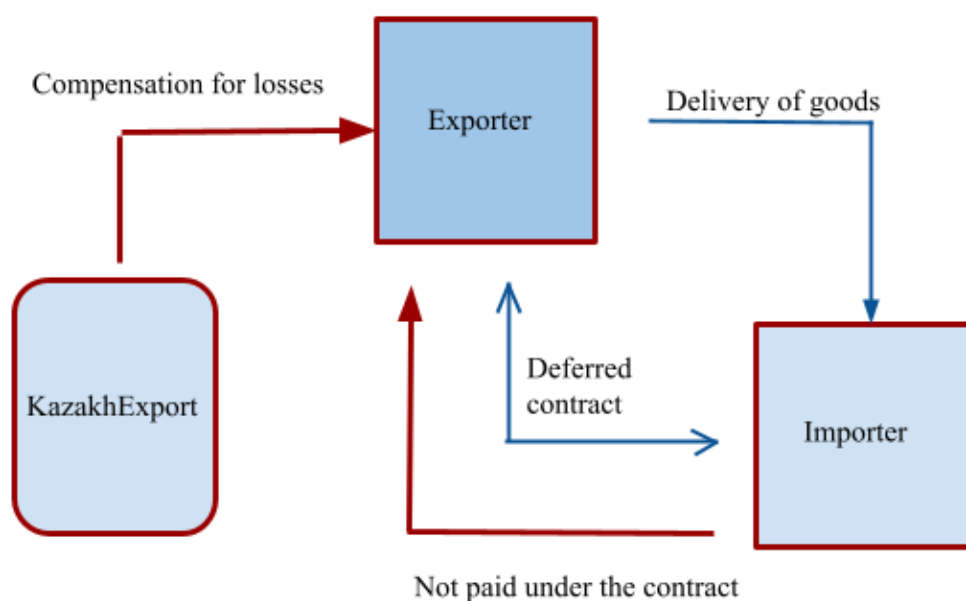 Compensation for losses
Exporter
Delivery of goods
KazakhExport
Deferred
contract
Importer
Not paid under the contract